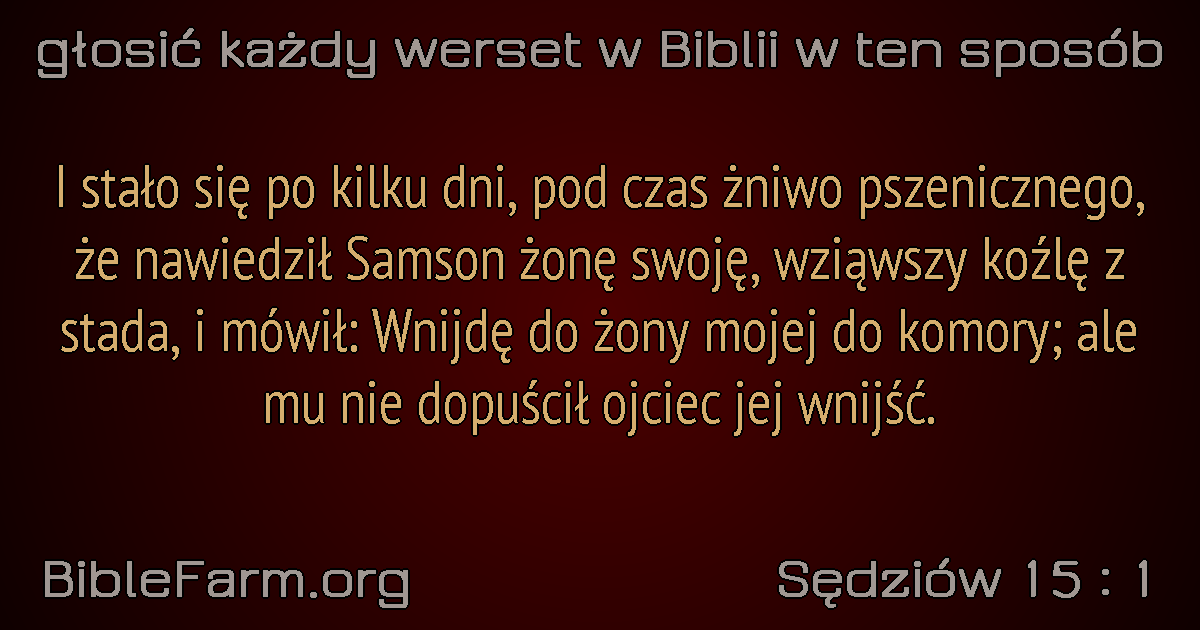 głosić każdy werset w Biblii w ten sposób
I stało się po kilku dni, pod czas żniwo pszenicznego,
że nawiedził Samson żonę swoję, wziąwszy koźlę z
stada, i mówił: Wnijdę do żony mojej do komory; ale
mu nie dopuścił ojciec jej wnijść.
BibleFarm.org
Sędziów 15 : 1